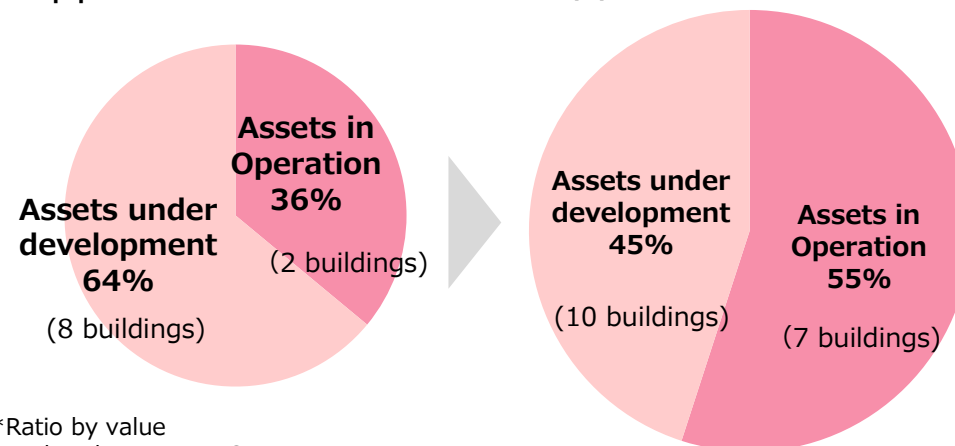 Assets in
Operation
36%
(2 buildings)
Assets under
development
64%
(8 buildings)
Assets under
development
45%
(10 buildings)
Assets in
Operation
55%
(7 buildings)
*Ratio by value